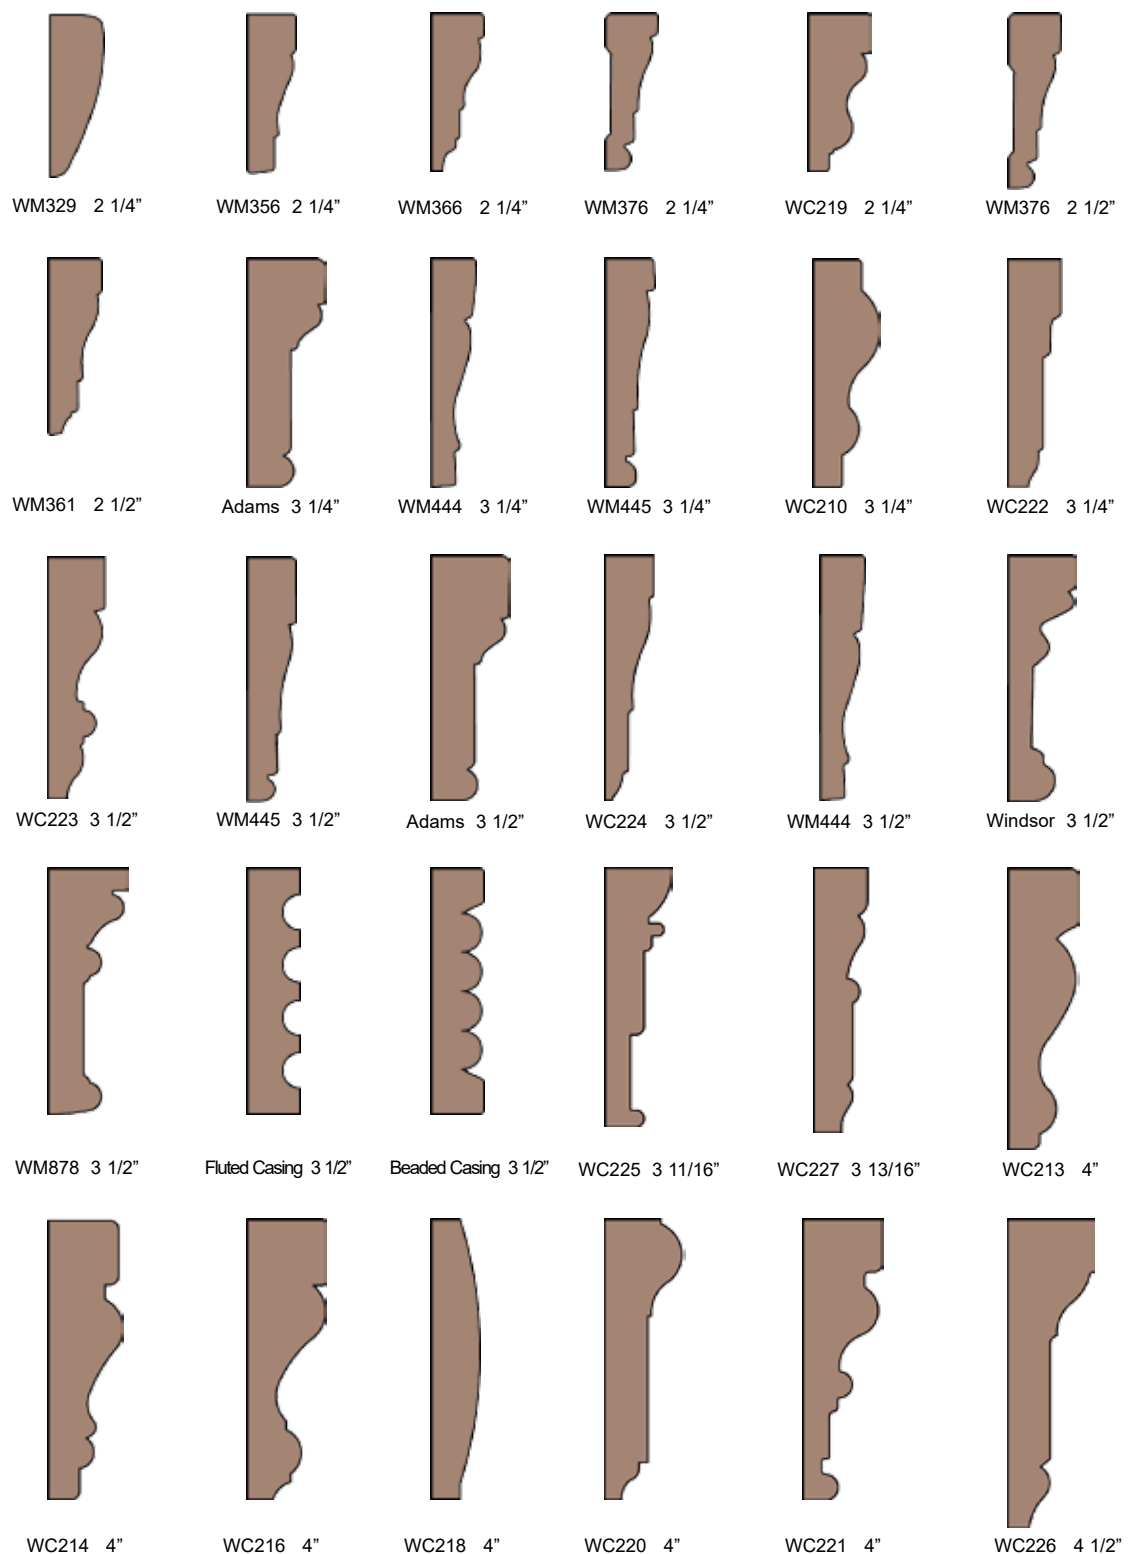 WM329 2 1/4” WM356 2 1/4” WM366 2 1/4” WM376 2 1/4” WC219 2 1/4” WM376 2 1/2”
WM361 2 1/2” Adams 3 1/4” WM444 3 1/4” WM445 3 1/4” WC210 3 1/4” WC222 3 1/4”
WC223 3 1/2” WM445 3 1/2” Adams 3 1/2” WC224 3 1/2” WM444 3 1/2” Windsor 3 1/2”
WM878 3 1/2” Fluted Casing 3 1/2” Beaded Casing 3 1/2” WC225 3 11/16” WC227 3 13/16” WC213 4”
WC214 4” WC216 4” WC218 4” WC220 4” WC221 4” WC226 4 1/2”